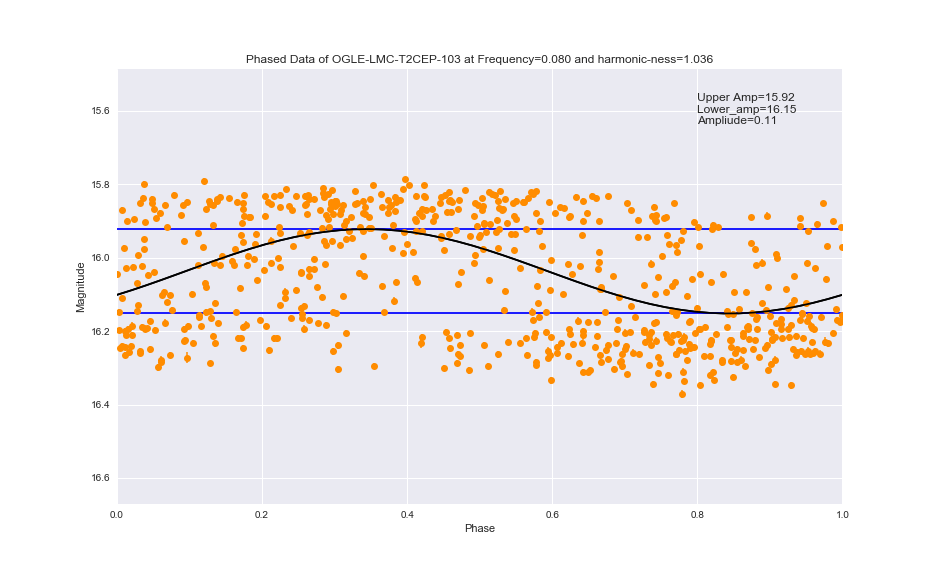 Phased Data of OGLE-LMC-T2CEP-103 at Frequency=0.080 and harmonic-ness=1.036
Upper Amp=15.92
Lower_amp=16.15
Ampliude=0.11
15.6
15.8
16.0
16.2
16.4
16.6
Magnitude
0.0 0.2 0.4 0.6 0.8 1.0
Phase